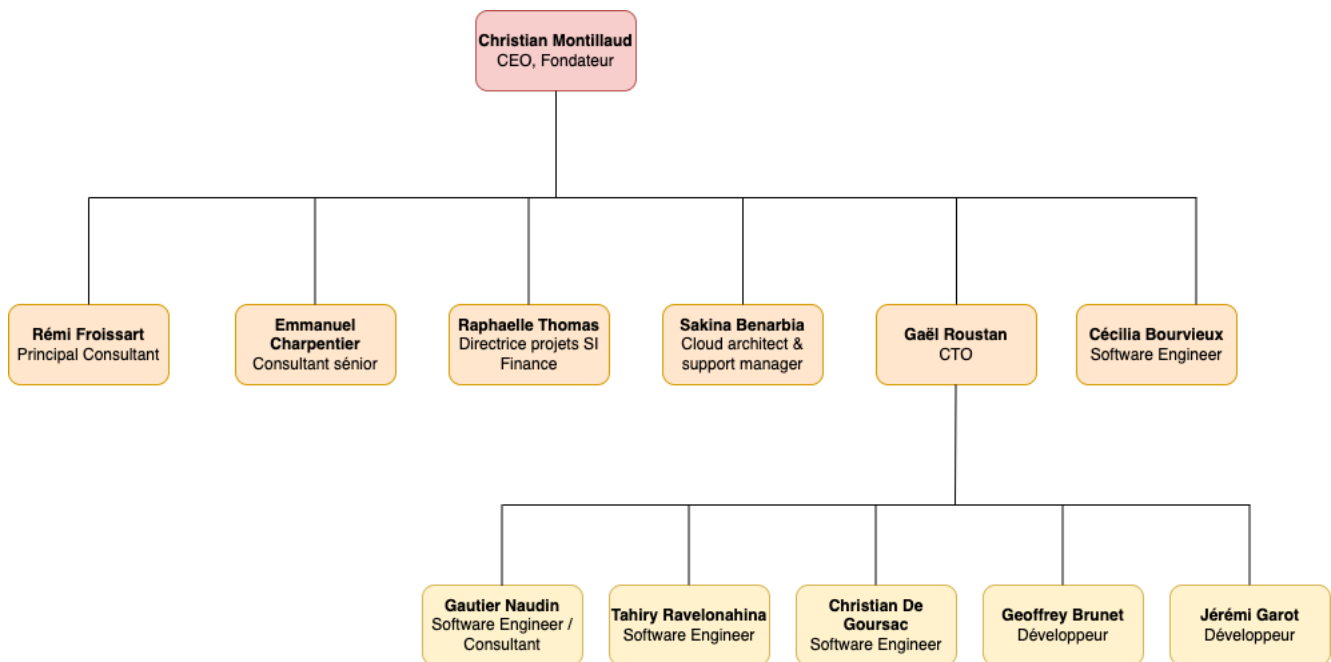 Christian Montillaud
CEO, Fondateur
Rémi Froissart
Principal Consultant
Emmanuel
Charpentier
Consultant sénior
Raphaelle Thomas
Directrice projets SI
Finance
Sakina Benarbia
Cloud architect &
support manager
Gaël Roustan
CTO
Cécilia Bourvieux
Software Engineer
Gautier Naudin
Software Engineer /
Consultant
Tahiry Ravelonahina
Software Engineer
Christian De
Goursac
Software Engineer
Geoffrey Brunet
Développeur
Jérémi Garot
Développeur